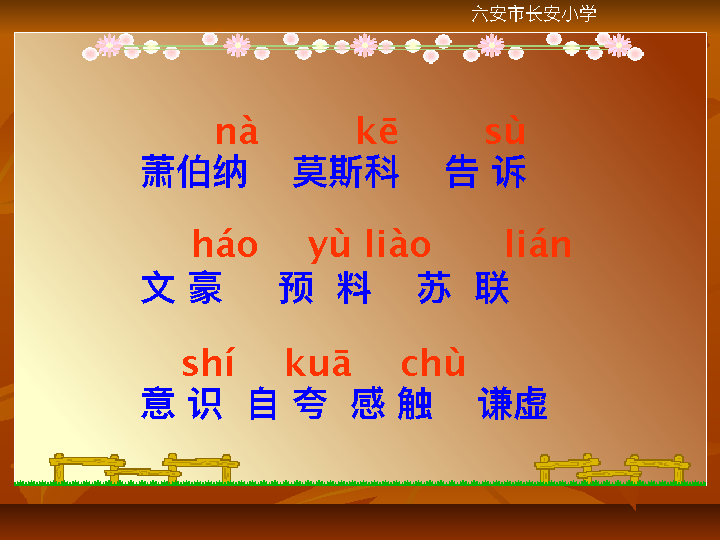 六安市长安小学
nà kē sù
萧伯纳 莫斯科 告 诉
háo yù liào lián
文 豪 预 料 苏 联
shí kuā chù
意 识 自 夸 感 触 谦虚